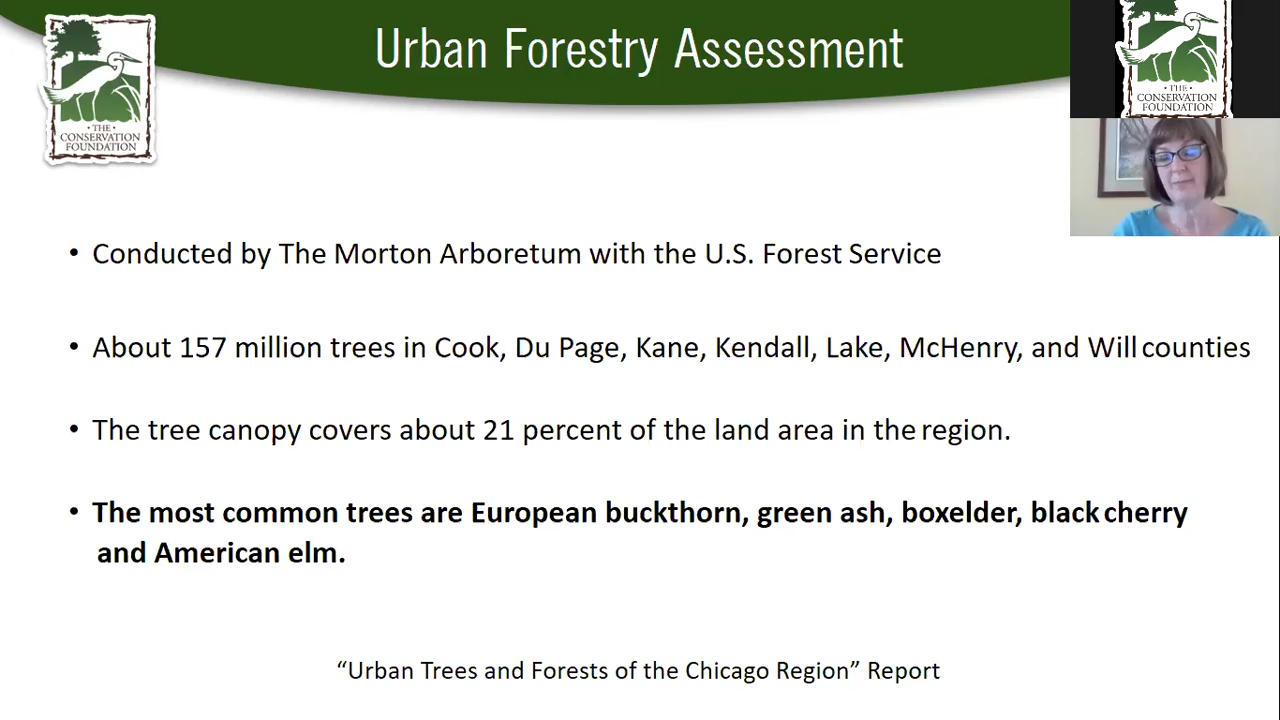 Urban Forestry Assessment
• THE •
CONSERVATION
FOUNDATION
• THE •
CONSERVATION
FOUNDATION
• Conducted by The Morton Arboretum with the U.S. Forest Service
• About 157 million trees in Cook, Du Page, Kane, Kendall, Lake, McHenry, and Will counties
• The tree canopy covers about 21 percent of the land area in the region.
• The most common trees are European buckthorn, green ash, boxelder, black cherry
and American elm.
“Urban Trees and Forests of the Chicago Region” Report